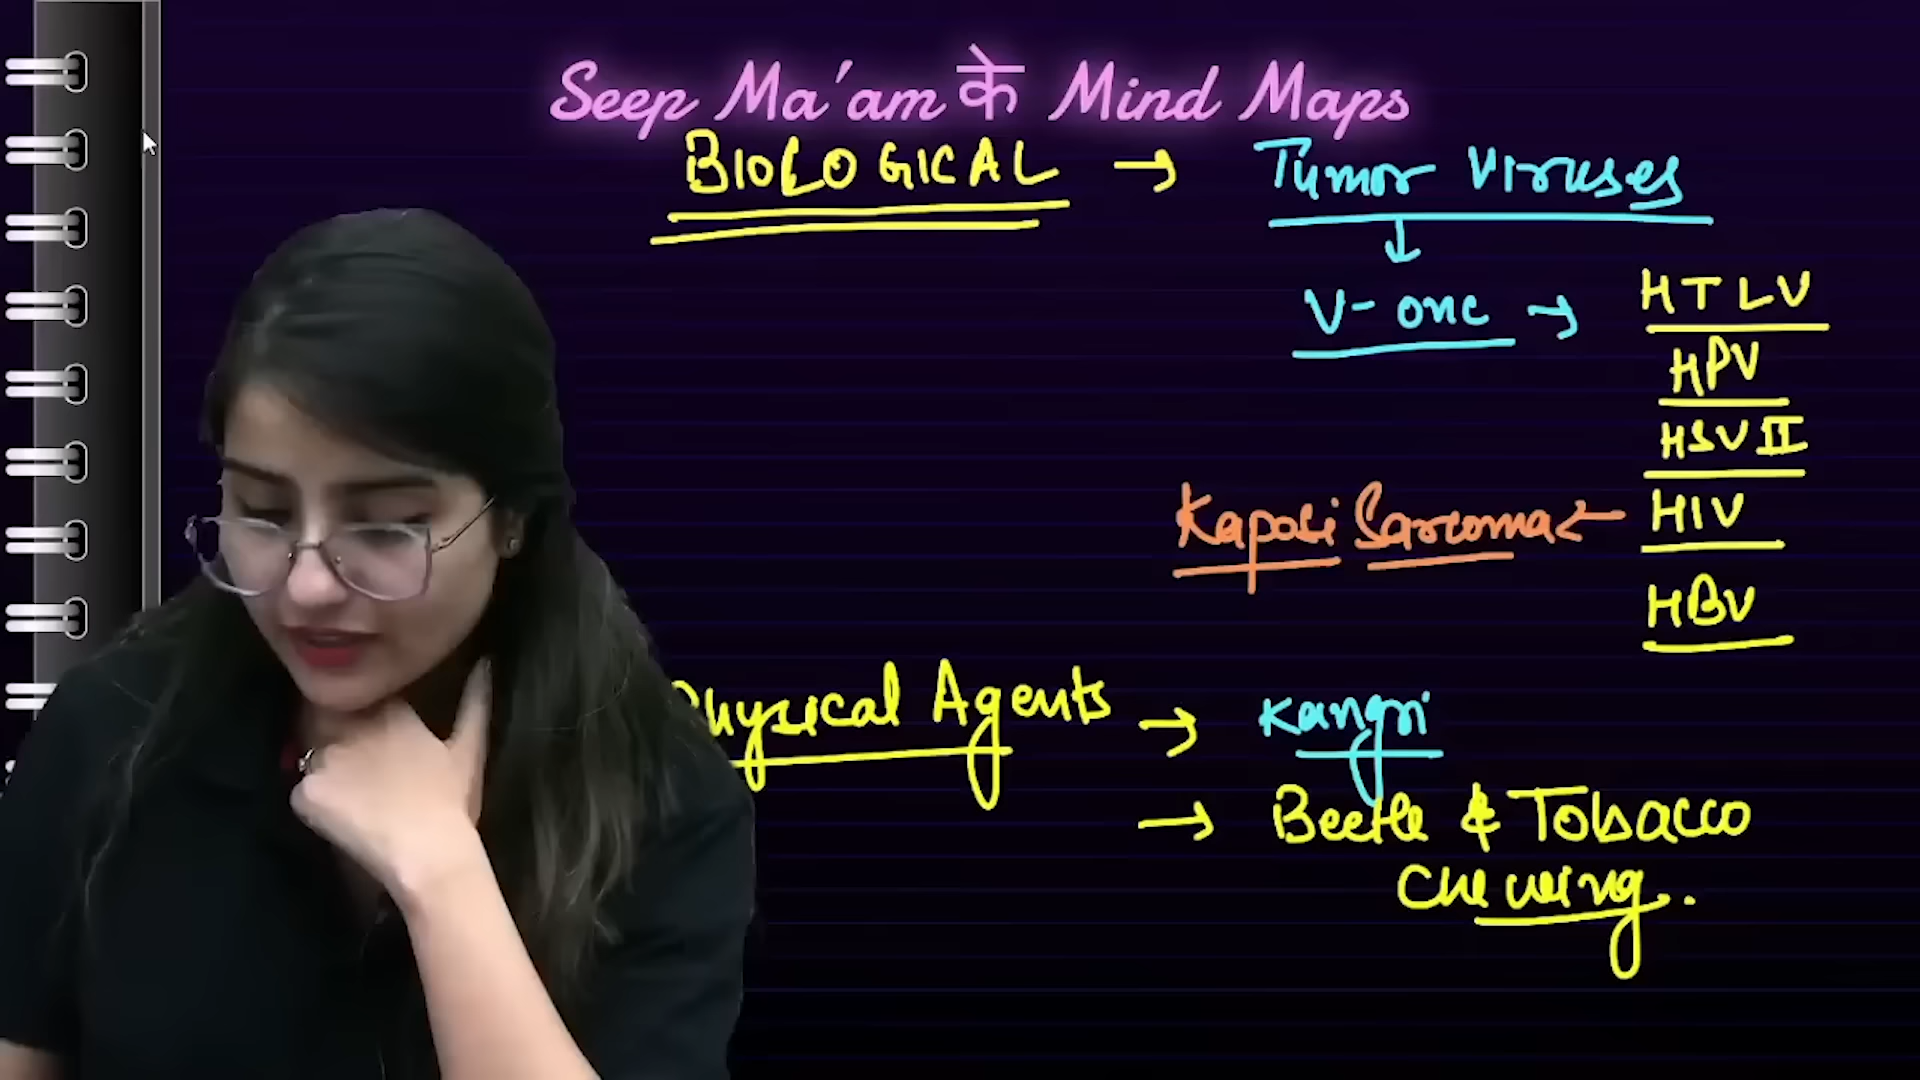 Seep Ma'am के Mind Maps
BIOLOGICAL → Tumor Viruses
↓
V-onc → HTLV
HPV
HSV II
Kaposi Sarcoma ← HIV
HBV
Physical Agents → Kangri
→ Beetle & Tobacco
Chewing..